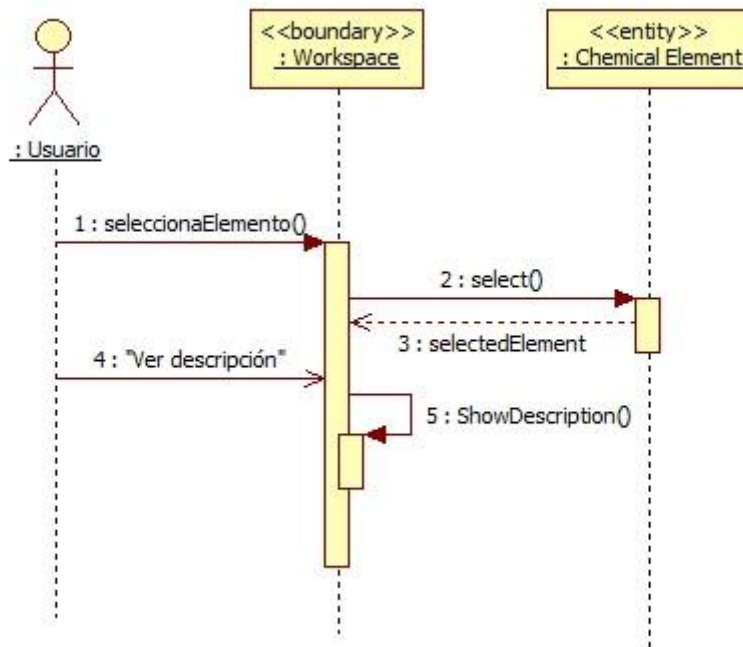 <<boundary>>
: Workspace
<<entity>>
: Chemical Element
: Usuario
1 : seleccionaElemento()
2 : select()
3 : selectedElement
4 : "Ver descripción"
5 : ShowDescription()